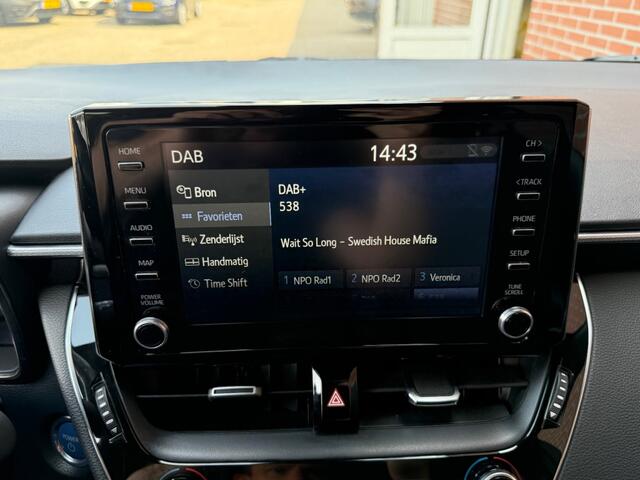 DAB
14:43
HOME
MENU
AUDIO
MAP
POWER
VOLUME
Bron
Favorieten
Zenderlijst
Handmatig
Time Shift
DAB+
538
Wait So Long - Swedish House Mafia
1 NPO Rad1
2 NPO Rad2
3 Veronica
CH >
< TRACK
PHONE
SETUP
TUNE
SCROLL
POWER